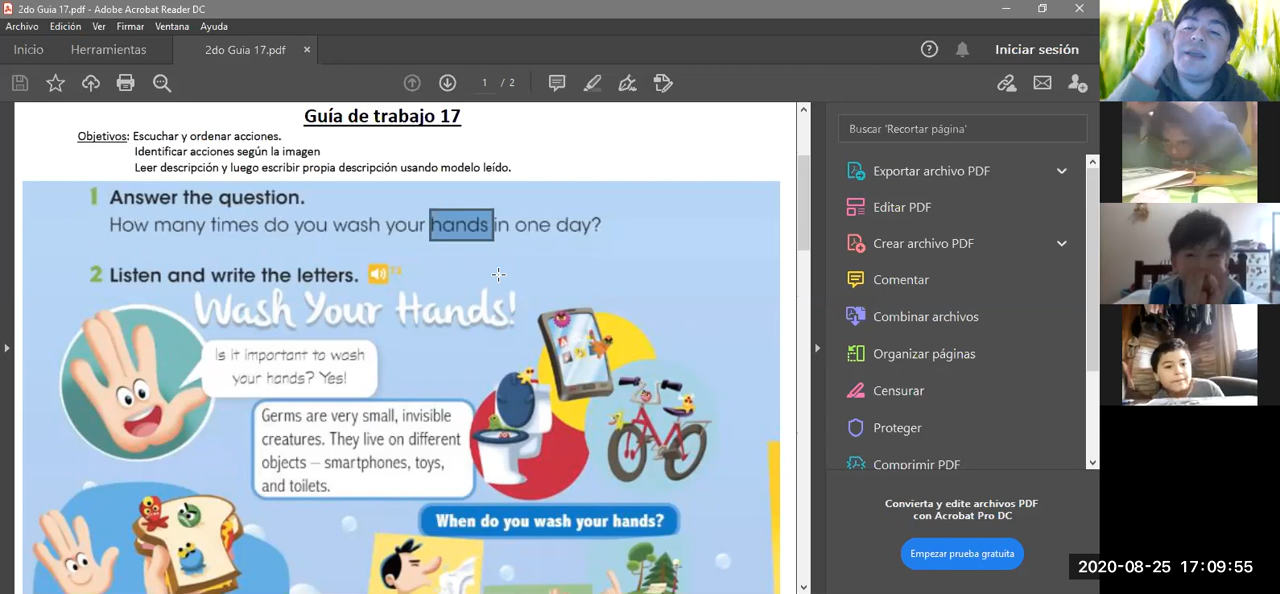 2do Guia 17.pdf - Adobe Acrobat Reader DC
Archivo Edición Ver Firmar Ventana Ayuda
Inicio Herramientas 2do Guia 17.pdf × Iniciar sesión
1 / 2
Guía de trabajo 17
Objetivos: Escuchar y ordenar acciones.
Identificar acciones según la imagen
Leer descripción y luego escribir propia descripción usando modelo leído.
1 Answer the question.
How many times do you wash your hands in one day?
2 Listen and write the letters.
Wash Your Hands!
Is it important to wash
your hands? Yes!
Germs are very small, invisible
creatures. They live on different
objects – smartphones, toys,
and toilets.
When do you wash your hands?
Buscar 'Recortar página'
Exportar archivo PDF
Editar PDF
Crear archivo PDF
Comentar
Combinar archivos
Organizar páginas
Censurar
Proteger
Comprimir PDF
Convierta y edite archivos PDF
con Acrobat Pro DC
Empezar prueba gratuita
2020-08-25 17:09:55